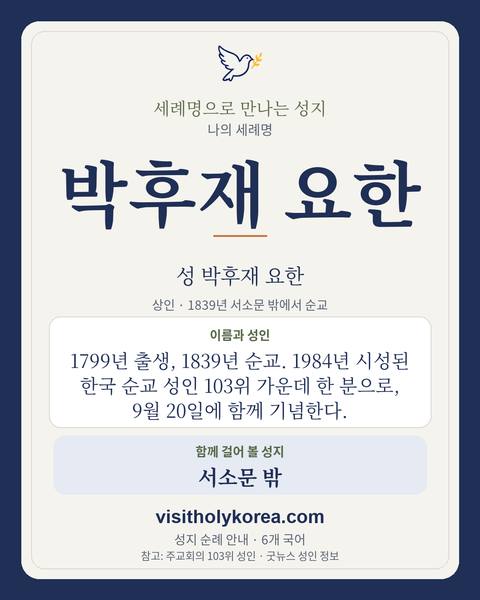 세례명으로 만나는 성지
나의 세례명
박후재 요한
성 박후재 요한
상인 · 1839년 서소문 밖에서 순교
이름과 성인
1799년 출생, 1839년 순교. 1984년 시성된
한국 순교 성인 103위 가운데 한 분으로,
9월 20일에 함께 기념한다.
함께 걸어 볼 성지
서소문 밖
visitholykorea.com
성지 순례 안내 · 6개 국어
참고: 주교회의 103위 성인 · 굿뉴스 성인 정보